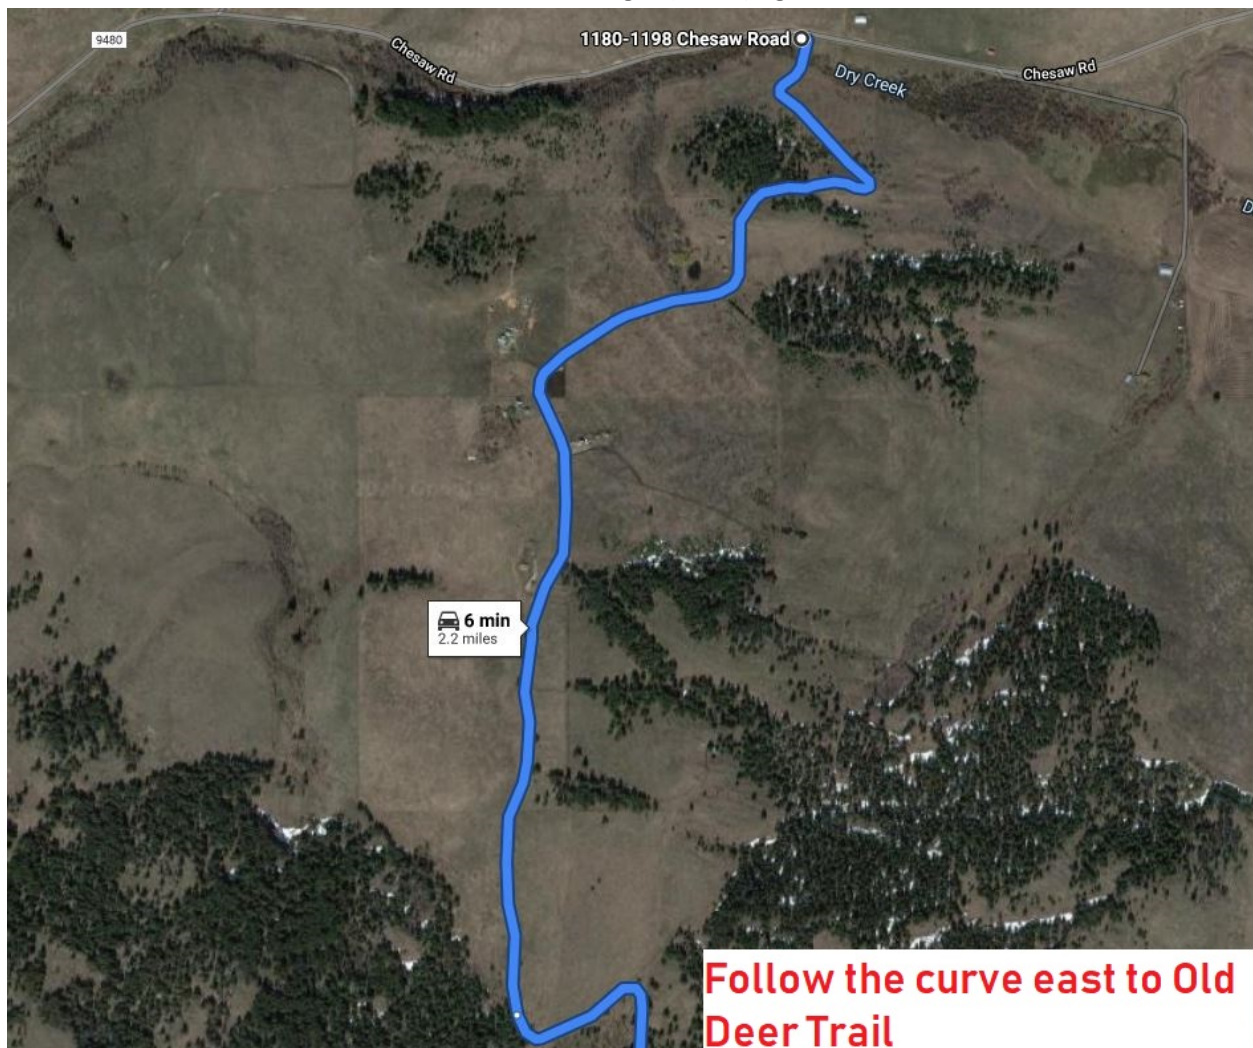 9480
Chesaw Rd
1180-1198 Chesaw Road
Dry Creek
Chesaw Rd
D
6 min
2.2 miles
Follow the curve east to Old
Deer Trail